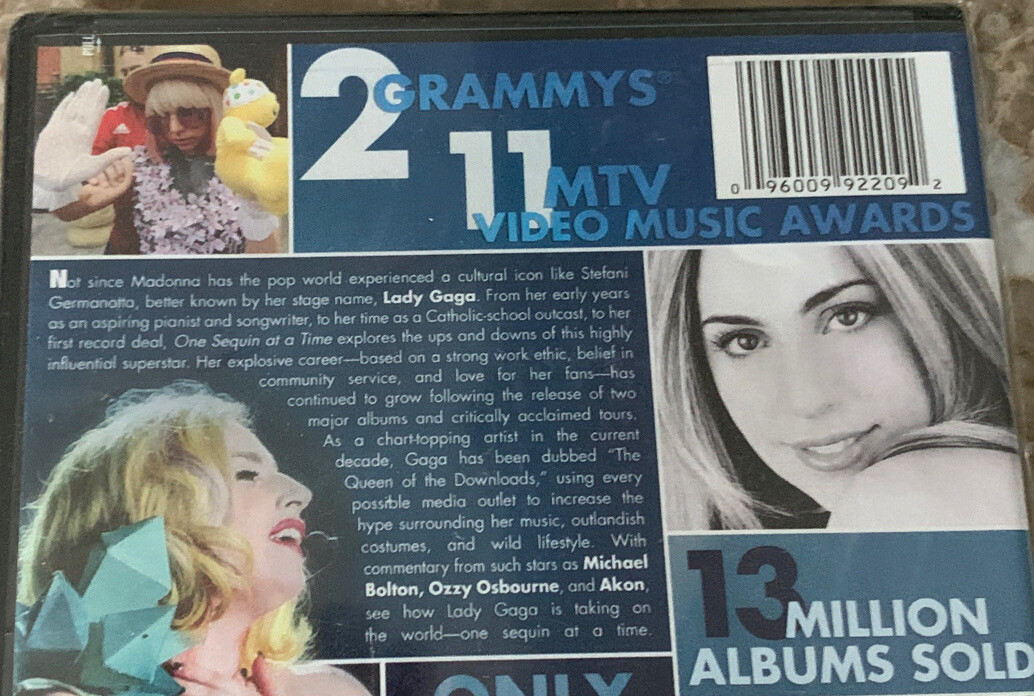 PULL
2 GRAMMYS®
11 MTV
VIDEO MUSIC AWARDS
0 96009 92209 2
Not since Madonna has the pop world experienced a cultural icon like Stefani
Germanotta, better known by her stage name, Lady Gaga. From her early years
as an aspiring pianist and songwriter, to her time as a Catholic-school outcast, to her
first record deal, One Sequin at a Time explores the ups and downs of this highly
influential superstar. Her explosive career—based on a strong work ethic, belief in
community service, and love for her fans—has
continued to grow following the release of two
major albums and critically acclaimed tours.
As a chart-topping artist in the current
decade, Gaga has been dubbed “The
Queen of the Downloads,” using every
possible media outlet to increase the
hype surrounding her music, outlandish
costumes, and wild lifestyle. With
commentary from such stars as Michael
Bolton, Ozzy Osbourne, and Akon,
see how Lady Gaga is taking on
the world—one sequin at a time.
13 MILLION
ALBUMS SOLD
ONLY